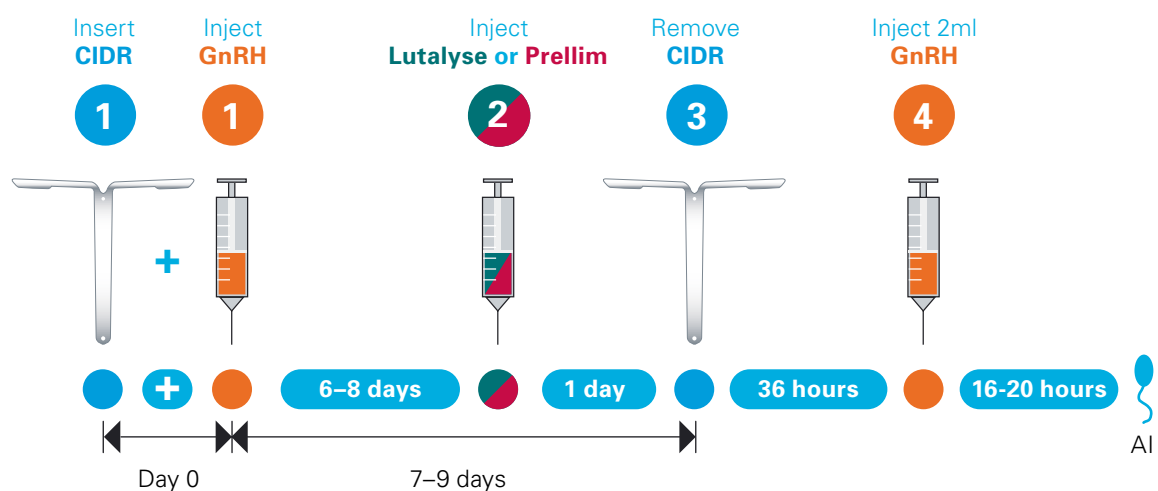 Insert
CIDR
Inject
GnRH
Inject
Lutalyse or Prellim
Remove
CIDR
Inject 2ml
GnRH
1
1
2
3
4
+
+
6–8 days
1 day
36 hours
16-20 hours
AI
Day 0
7–9 days